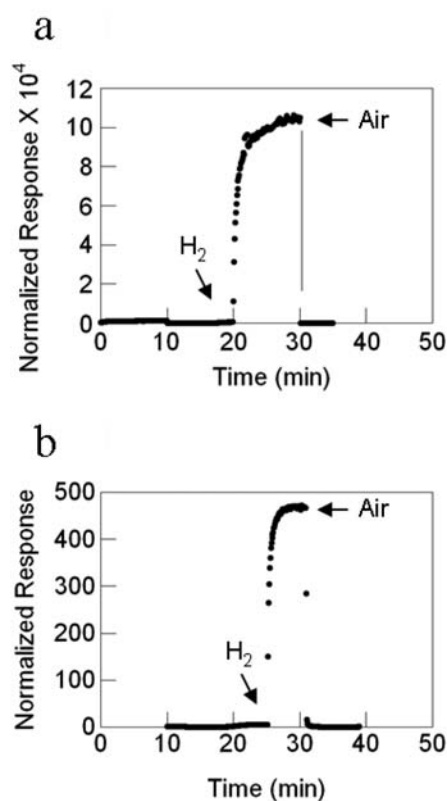 a
Normalized Response X 10⁴
12
10
8
6
4
2
0
H₂
Air
0 10 20 30 40 50
Time (min)
b
Normalized Response
500
400
300
200
100
0
H₂
Air
0 10 20 30 40 50
Time (min)